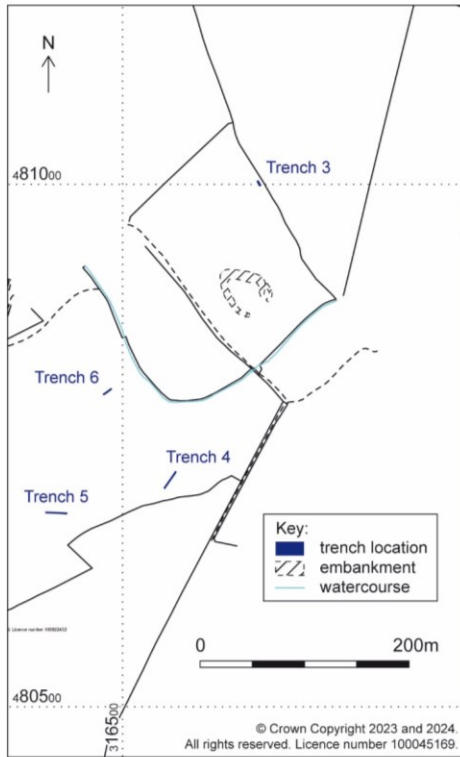 N
Trench 3
481000
Trench 6
Trench 4
Trench 5
Key:
trench location
embankment
watercourse
0 200m
480500
316500
© Crown Copyright 2023 and 2024.
All rights reserved. Licence number 100045169.